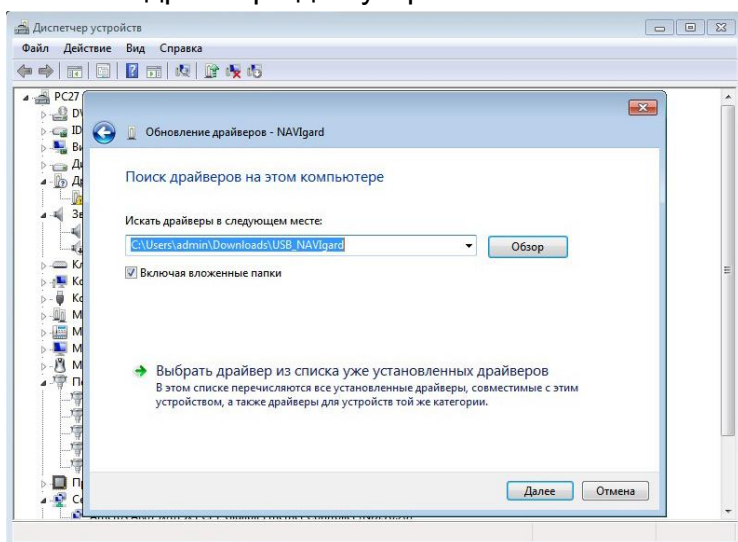 Диспетчер устройств
Файл Действие Вид Справка
PC27
Обновление драйверов - NAVIgard
Поиск драйверов на этом компьютере
Искать драйверы в следующем месте:
C:\Users\admin\Downloads\USB_NAVIgard
Обзор
Включая вложенные папки
Выбрать драйвер из списка уже установленных драйверов
В этом списке перечисляются все установленные драйверы, совместимые с этим
устройством, а также драйверы для устройств той же категории.
Далее Отмена